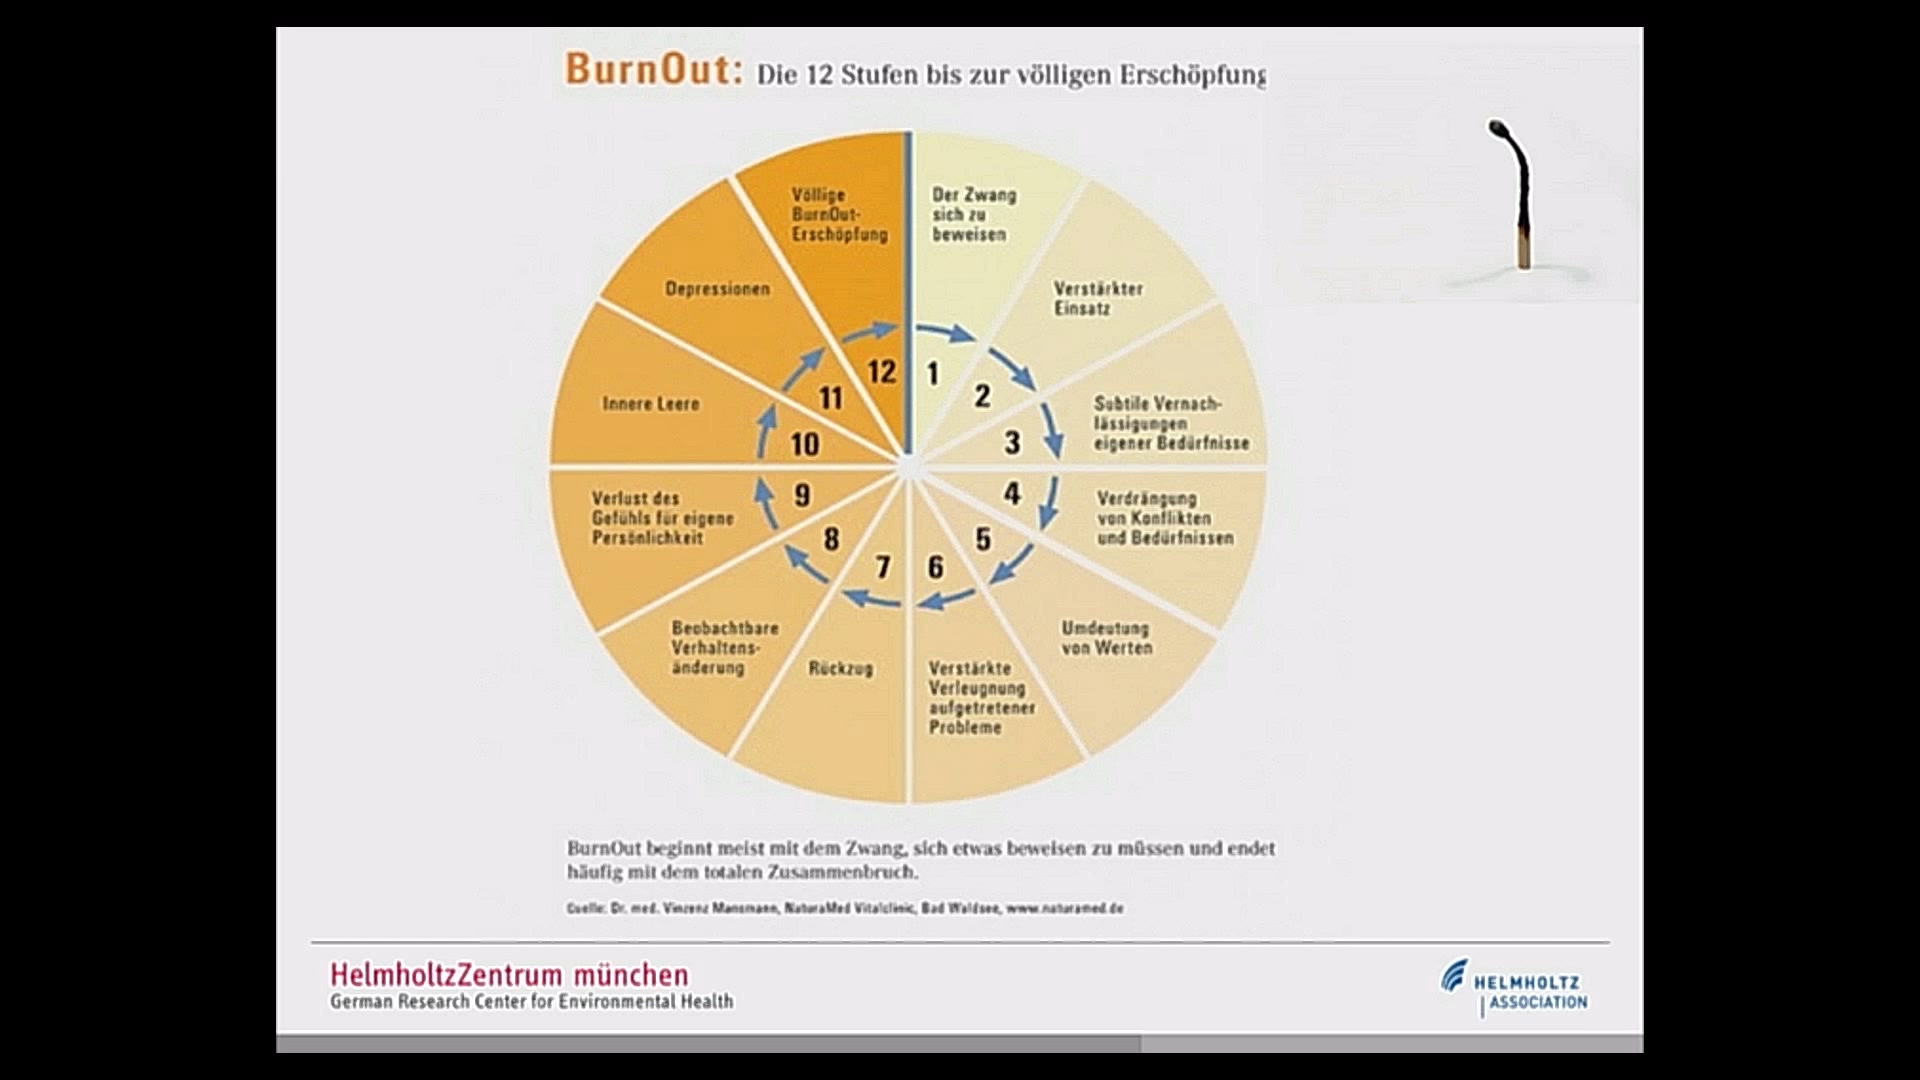 BurnOut: Die 12 Stufen bis zur völligen Erschöpfung
Völlige
BurnOut-
Erschöpfung
Der Zwang
sich zu
beweisen
Depressionen
Verstärkter
Einsatz
12
1
11
2
Innere Leere
Subtile Vernach-
lässigungen
eigener Bedürfnisse
10
3
9
4
Verlust des
Gefühls für eigene
Persönlichkeit
Verdrängung
von Konflikten
und Bedürfnissen
8
5
7
6
Beobachtbare
Verhaltens-
änderung
Umdeutung
von Werten
Rückzug
Verstärkte
Verleugnung
aufgetretener
Probleme
BurnOut beginnt meist mit dem Zwang, sich etwas beweisen zu müssen und endet
häufig mit dem totalen Zusammenbruch.
Quelle: Dr. med. Vinzenz Mansmann, NaturaMed Vitalclinic, Bad Waldsee, www.naturamed.de
HelmholtzZentrum münchen
German Research Center for Environmental Health
HELMHOLTZ
ASSOCIATION